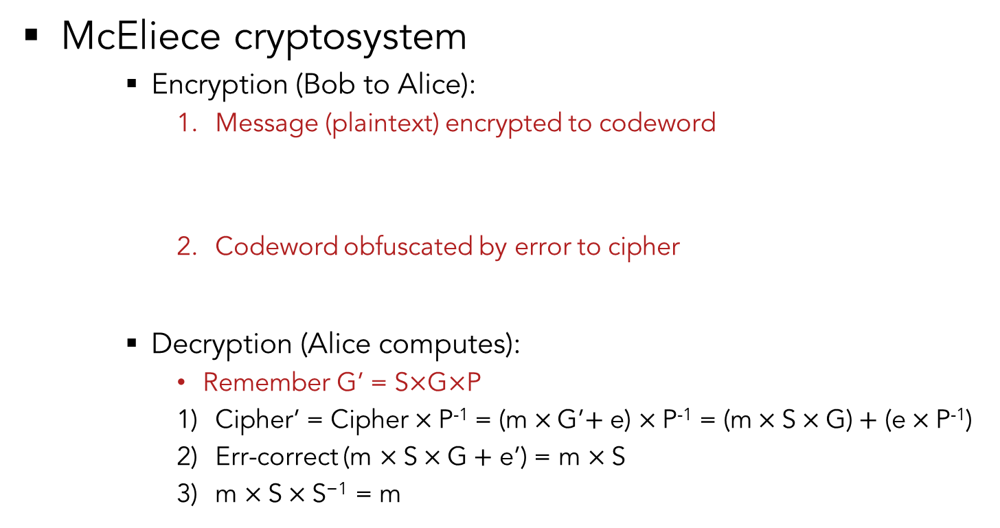 ▪ McEliece cryptosystem
▪ Encryption (Bob to Alice):
1. Message (plaintext) encrypted to codeword
2. Codeword obfuscated by error to cipher
▪ Decryption (Alice computes):
• Remember G′ = S×G×P
1) Cipher′ = Cipher × P⁻¹ = (m × G′+ e) × P⁻¹ = (m × S × G) + (e × P⁻¹)
2) Err-correct (m × S × G + e′) = m × S
3) m × S × S⁻¹ = m